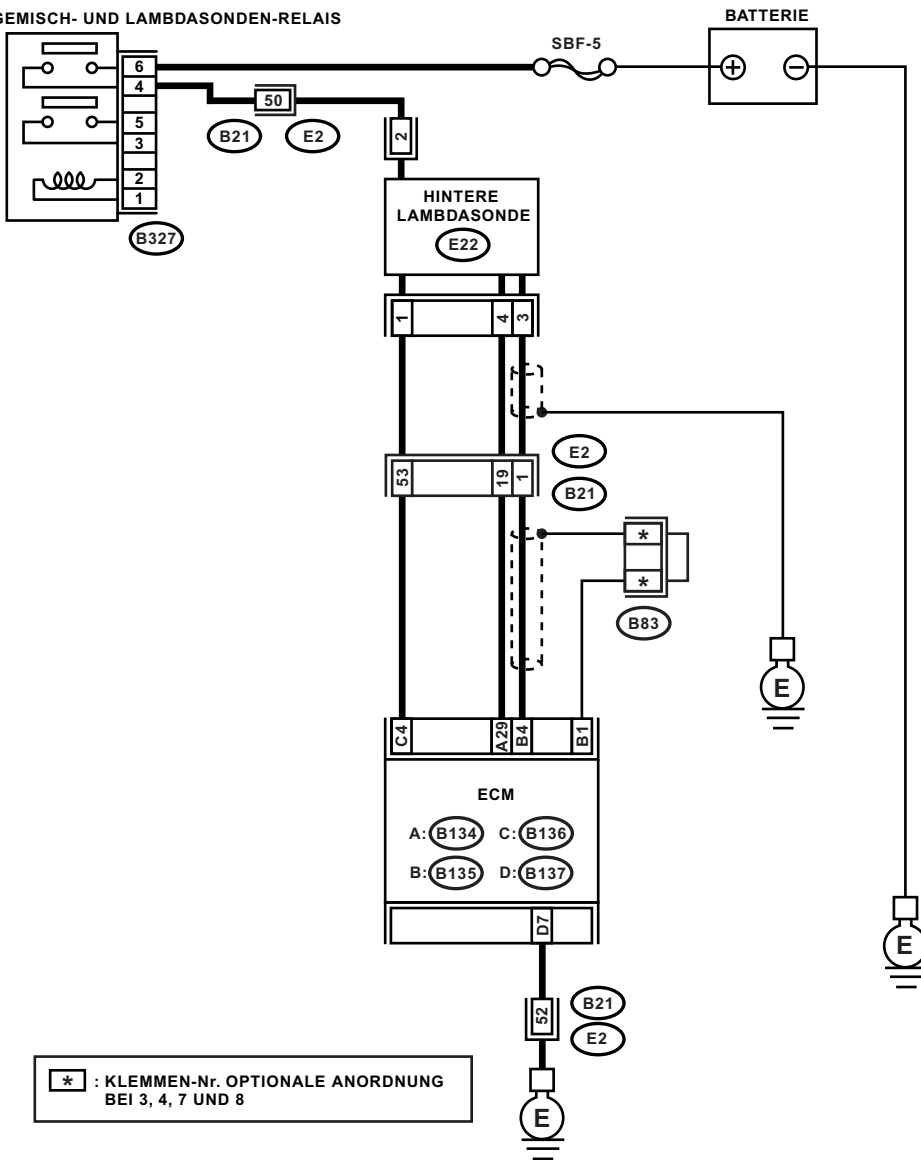 GEMISCH- UND LAMBDASONDEN-RELAIS
BATTERIE
SBF-5
6
4
5
3
2
1
B327
50
B21
E2
2
HINTERE
LAMBDASONDE
E22
1
4
3
E2
B21
53
19
1
*
*
B83
E
C4
A29
B4
B1
ECM
A: B134 C: B136
B: B135 D: B137
D7
E
52
B21
E2
* : KLEMMEN-Nr. OPTIONALE ANORDNUNG
BEI 3, 4, 7 UND 8
E